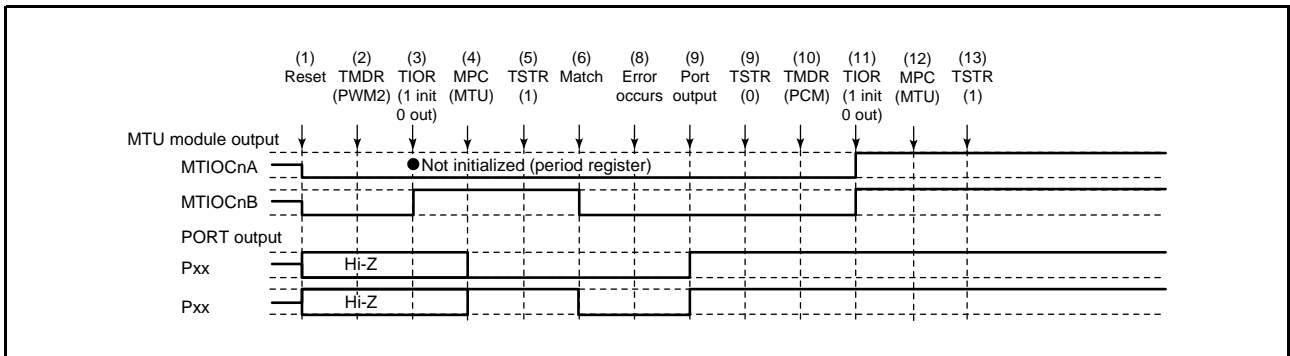 (1) (2) (3) (4) (5) (6) (8) (9) (9) (10) (11) (12) (13)
Reset TMDR TIOR MPC TSTR Match Error Port TSTR TMDR TIOR MPC TSTR
(PWM2) (1 init (MTU) (1) occurs output (0) (PCM) (1 init (MTU) (1)
0 out) 0 out)
MTU module output
MTIOCnA ●Not initialized (period register)
MTIOCnB
PORT output
Pxx Hi-Z
Pxx Hi-Z